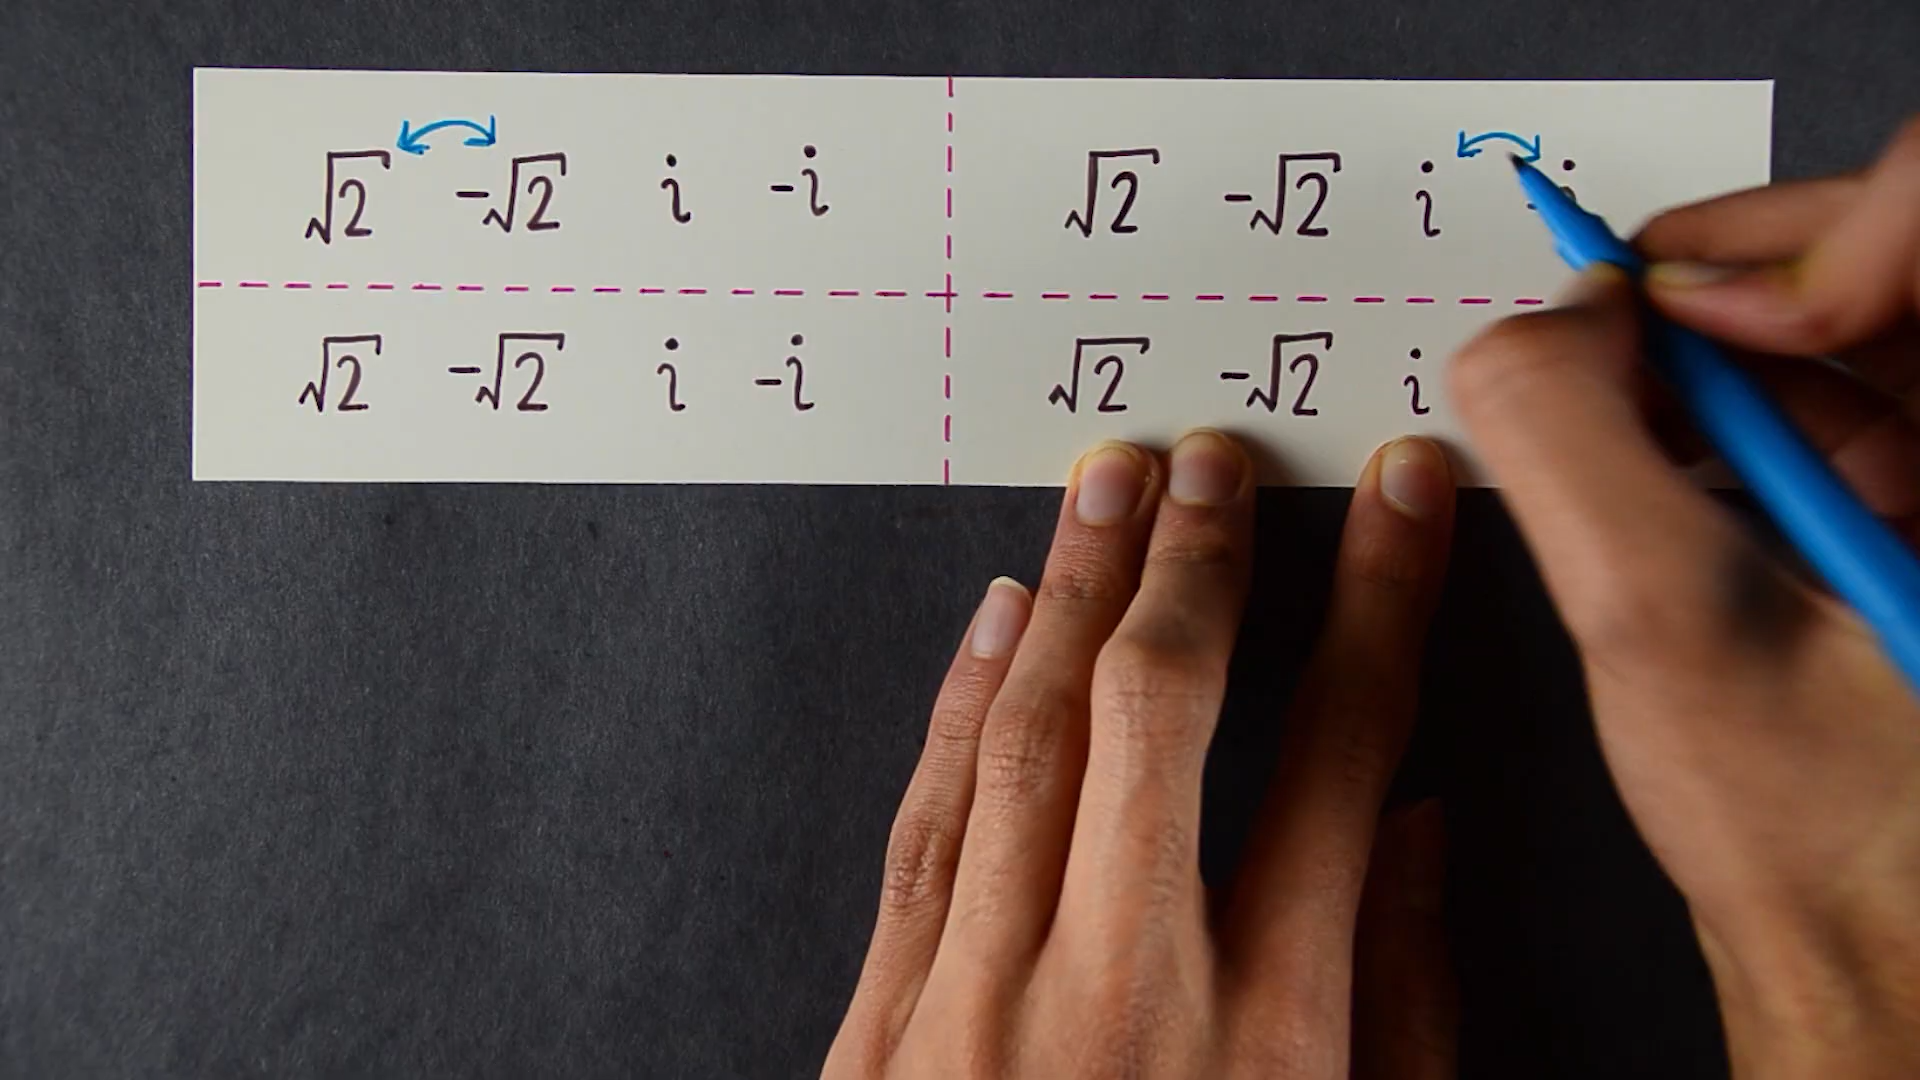 √2 -√2 i -i
√2 -√2 i
√2 -√2 i -i
√2 -√2 i